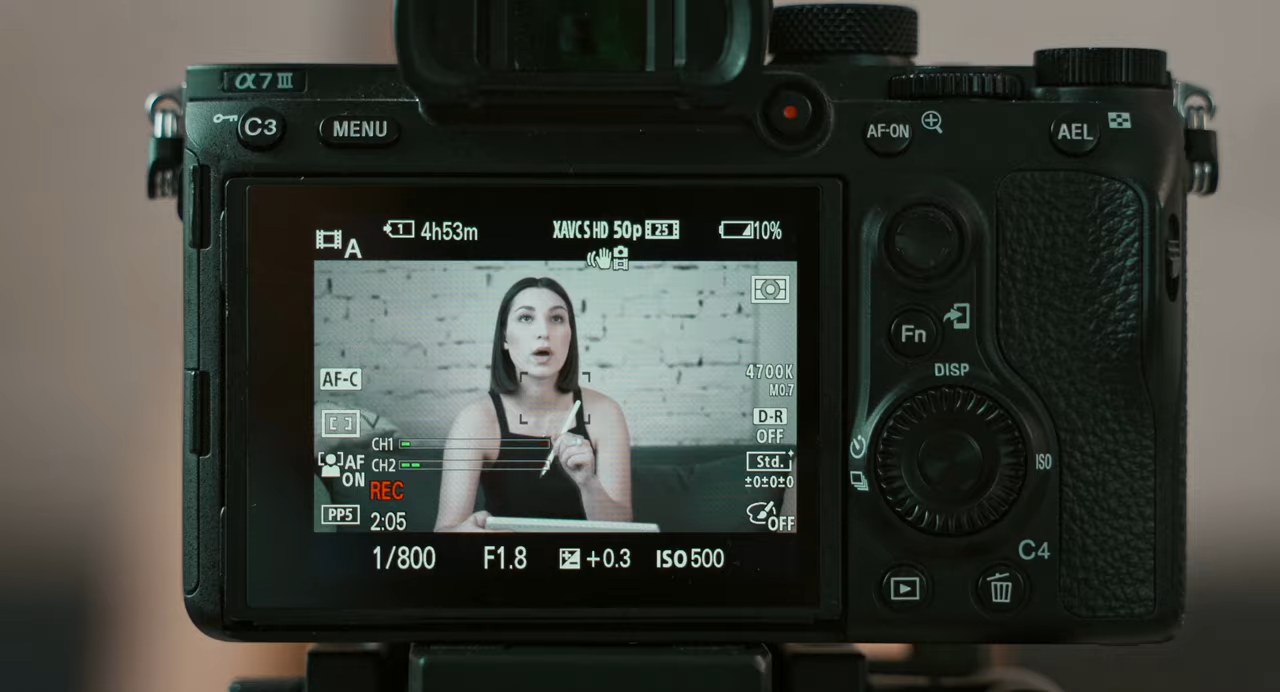 α7III
C3
MENU
AF-ON
AEL
1 4h53m
XAVC S HD 50p 25
10%
A
AF-C
4700K
M0.7
D-R
OFF
CH1
CH2
AF
ON
Std.
±0±0±0
REC
PP5
2:05
OFF
1/800
F1.8
+0.3
ISO 500
Fn
DISP
ISO
C4